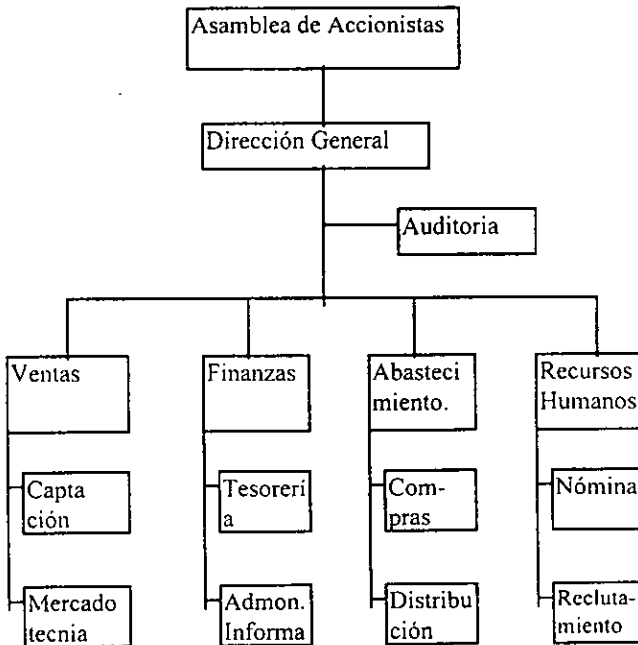 Asamblea de Accionistas
Dirección General
Auditoria
Ventas
Finanzas
Abasteci
miento.
Recursos
Humanos
Capta
ción
Tesorerí
a
Com-
pras
Nómina
Mercado
tecnia
Admon.
Informa
Distribu
ción
Recluta-
miento